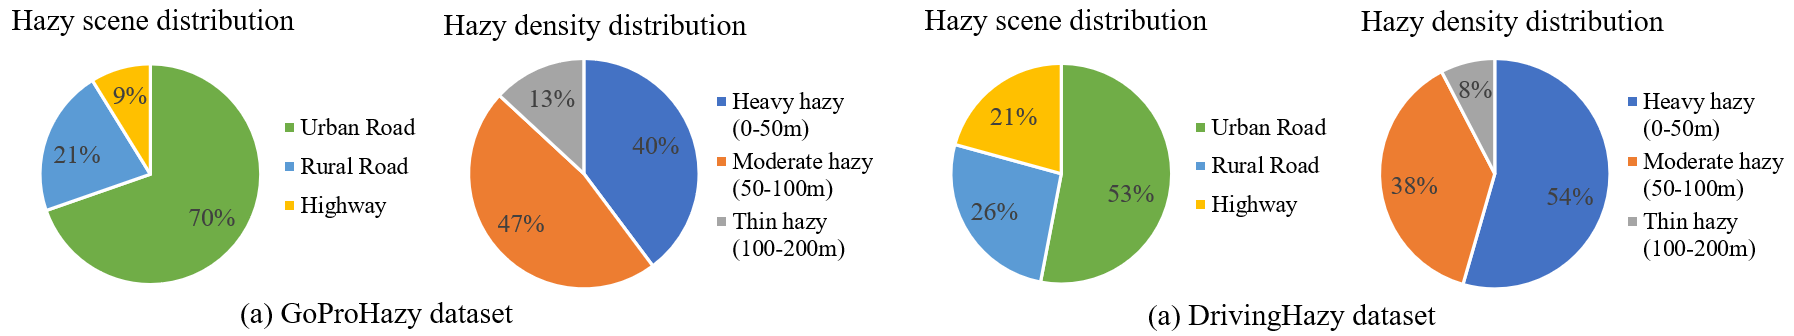 Hazy scene distribution
9%
21%
70%
Urban Road
Rural Road
Highway
Hazy density distribution
13%
40%
47%
Heavy hazy
(0-50m)
Moderate hazy
(50-100m)
Thin hazy
(100-200m)
(a) GoProHazy dataset
Hazy scene distribution
21%
53%
26%
Urban Road
Rural Road
Highway
Hazy density distribution
8%
38%
54%
Heavy hazy
(0-50m)
Moderate hazy
(50-100m)
Thin hazy
(100-200m)
(a) DrivingHazy dataset